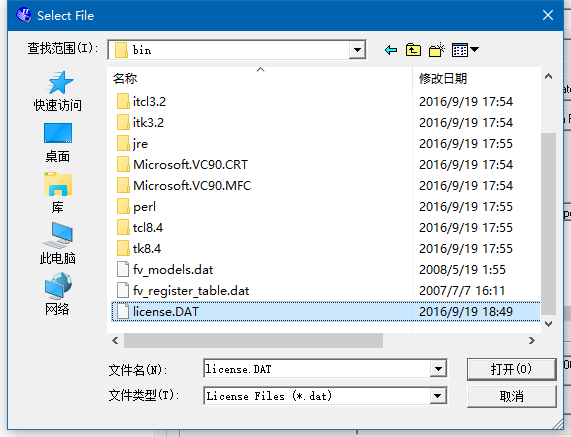 Select File
查找范围(I):
bin
名称
修改日期
itcl3.2
2016/9/19 17:54
itk3.2
2016/9/19 17:54
jre
2016/9/19 17:55
Microsoft.VC90.CRT
2016/9/19 17:54
Microsoft.VC90.MFC
2016/9/19 17:54
perl
2016/9/19 17:55
tcl8.4
2016/9/19 17:55
tk8.4
2016/9/19 17:55
fv_models.dat
2008/5/19 1:55
fv_register_table.dat
2007/7/7 16:11
license.DAT
2016/9/19 18:49
快速访问
桌面
库
此电脑
网络
文件名(N):
license.DAT
打开(O)
文件类型(T):
License Files (*.dat)
取消